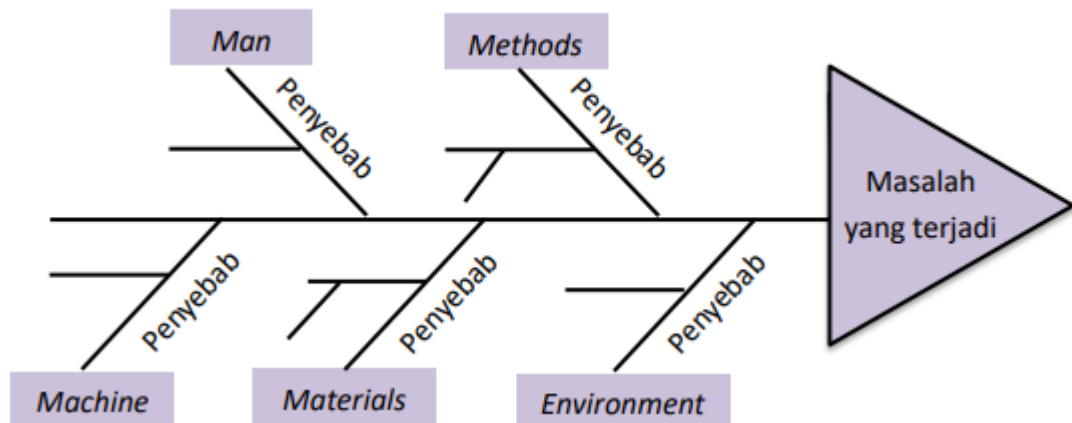 Man
Methods
Penyebab
Penyebab
Masalah
yang terjadi
Penyebab
Penyebab
Penyebab
Machine
Materials
Environment